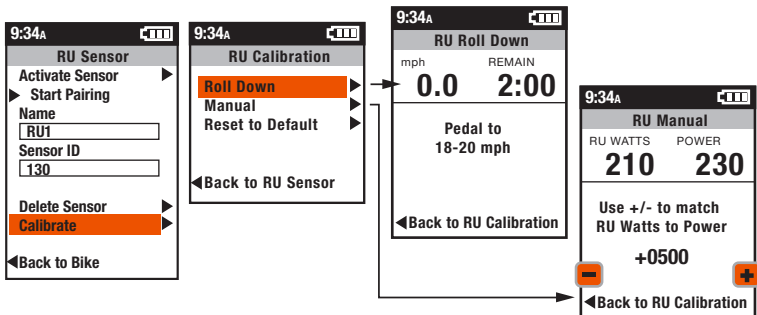 9:34A
RU Sensor
Activate Sensor
Start Pairing
Name
RU1
Sensor ID
130
Delete Sensor
Calibrate
Back to Bike
9:34A
RU Calibration
Roll Down
Manual
Reset to Default
Back to RU Sensor
9:34A
RU Roll Down
mph REMAIN
0.0 2:00
Pedal to
18-20 mph
Back to RU Calibration
9:34A
RU Manual
RU WATTS POWER
210 230
Use +/- to match
RU Watts to Power
+0500
- +
Back to RU Calibration